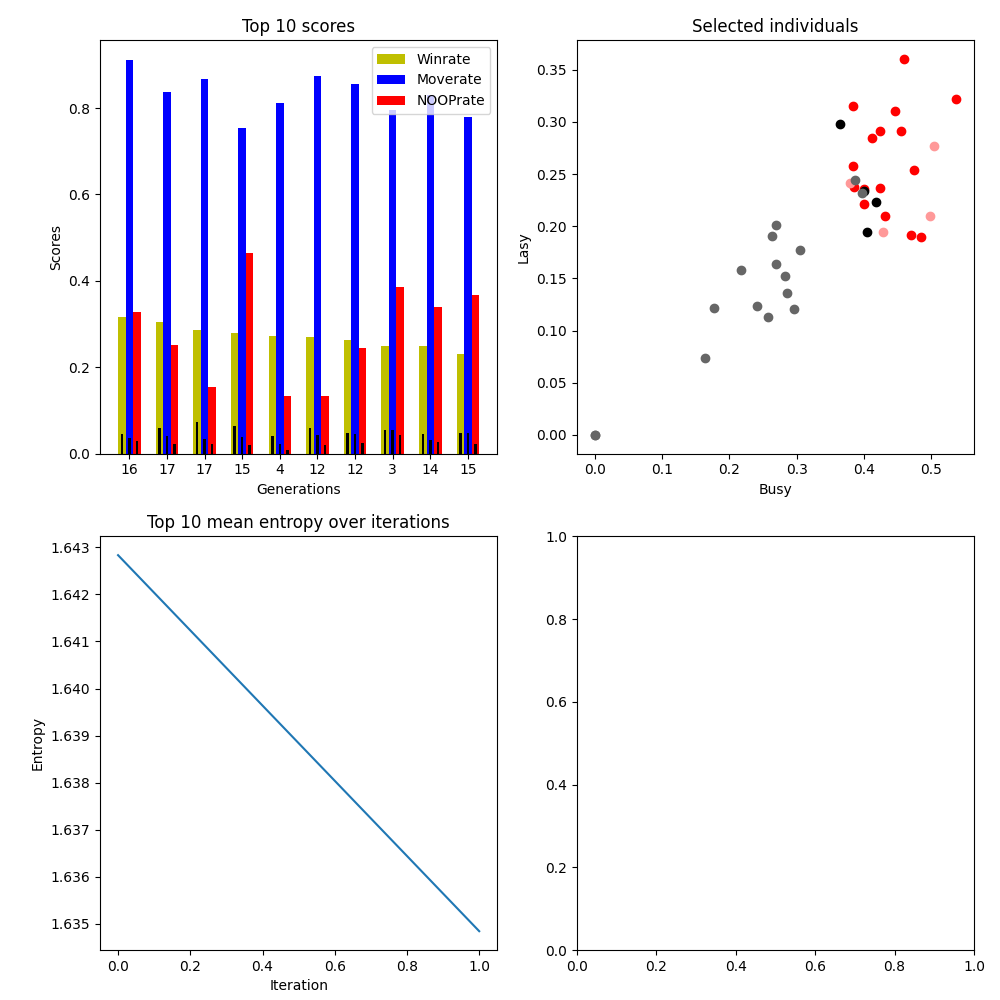 Top 10 scores
Winrate
Moverate
NOOPrate
0.8
0.6
0.4
0.2
0.0
Scores
16 17 17 15 4 12 12 3 14 15
Generations
Selected individuals
0.35
0.30
0.25
0.20
0.15
0.10
0.05
0.00
Lasy
0.0 0.1 0.2 0.3 0.4 0.5
Busy
Top 10 mean entropy over iterations
1.643
1.642
1.641
1.640
1.639
1.638
1.637
1.636
1.635
Entropy
0.0 0.2 0.4 0.6 0.8 1.0
Iteration
1.0
0.8
0.6
0.4
0.2
0.0
0.0 0.2 0.4 0.6 0.8 1.0